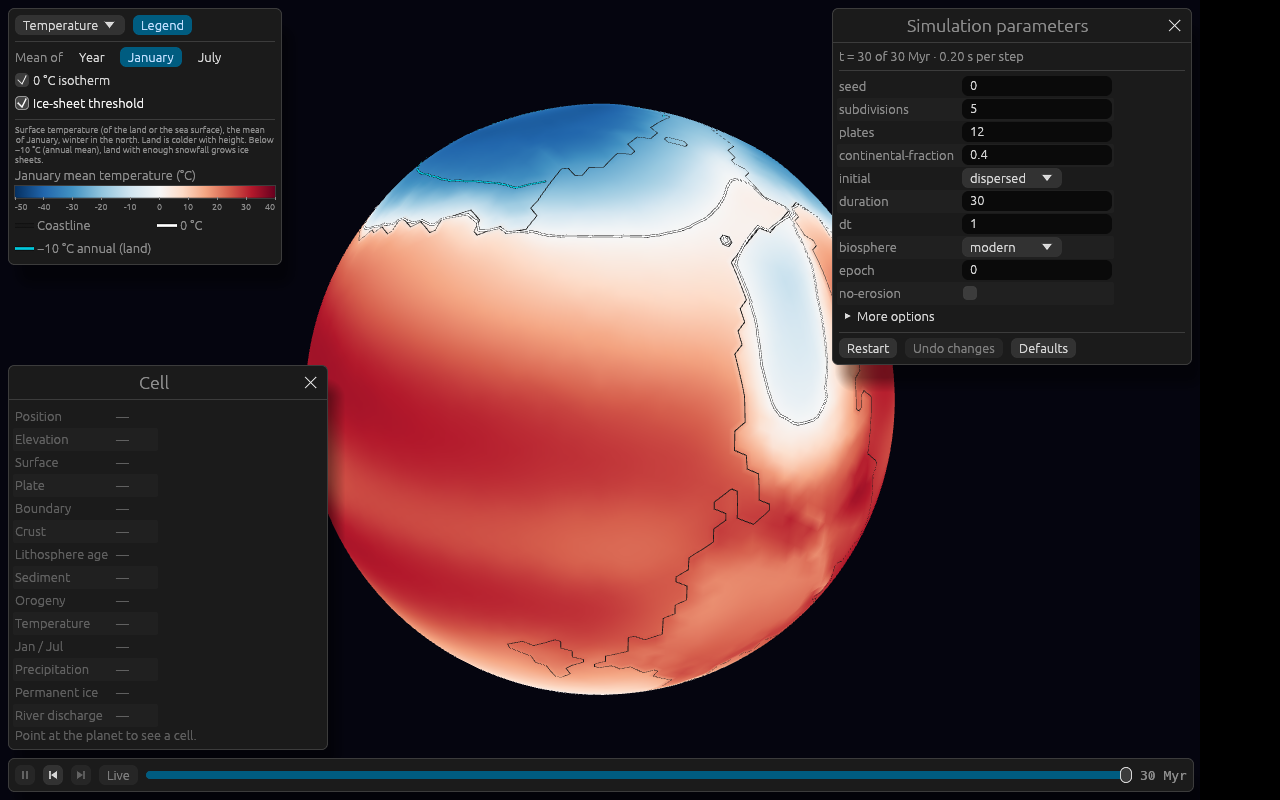 Temperature
Legend
Mean of Year January July
0 °C isotherm
Ice-sheet threshold
Surface temperature (of the land or the sea surface), the mean
of January, winter in the north. Land is colder with height. Below
−10 °C (annual mean), land with enough snowfall grows ice
sheets.
January mean temperature (°C)
-50 -40 -30 -20 -10 0 10 20 30 40
Coastline 0 °C
−10 °C annual (land)
Simulation parameters
t = 30 of 30 Myr · 0.20 s per step
seed 0
subdivisions 5
plates 12
continental-fraction 0.4
initial dispersed
duration 30
dt 1
biosphere modern
epoch 0
no-erosion
More options
Restart Undo changes Defaults
Cell
Position —
Elevation —
Surface —
Plate —
Boundary —
Crust —
Lithosphere age —
Sediment —
Orogeny —
Temperature —
Jan / Jul —
Precipitation —
Permanent ice —
River discharge —
Point at the planet to see a cell.
Live 30 Myr